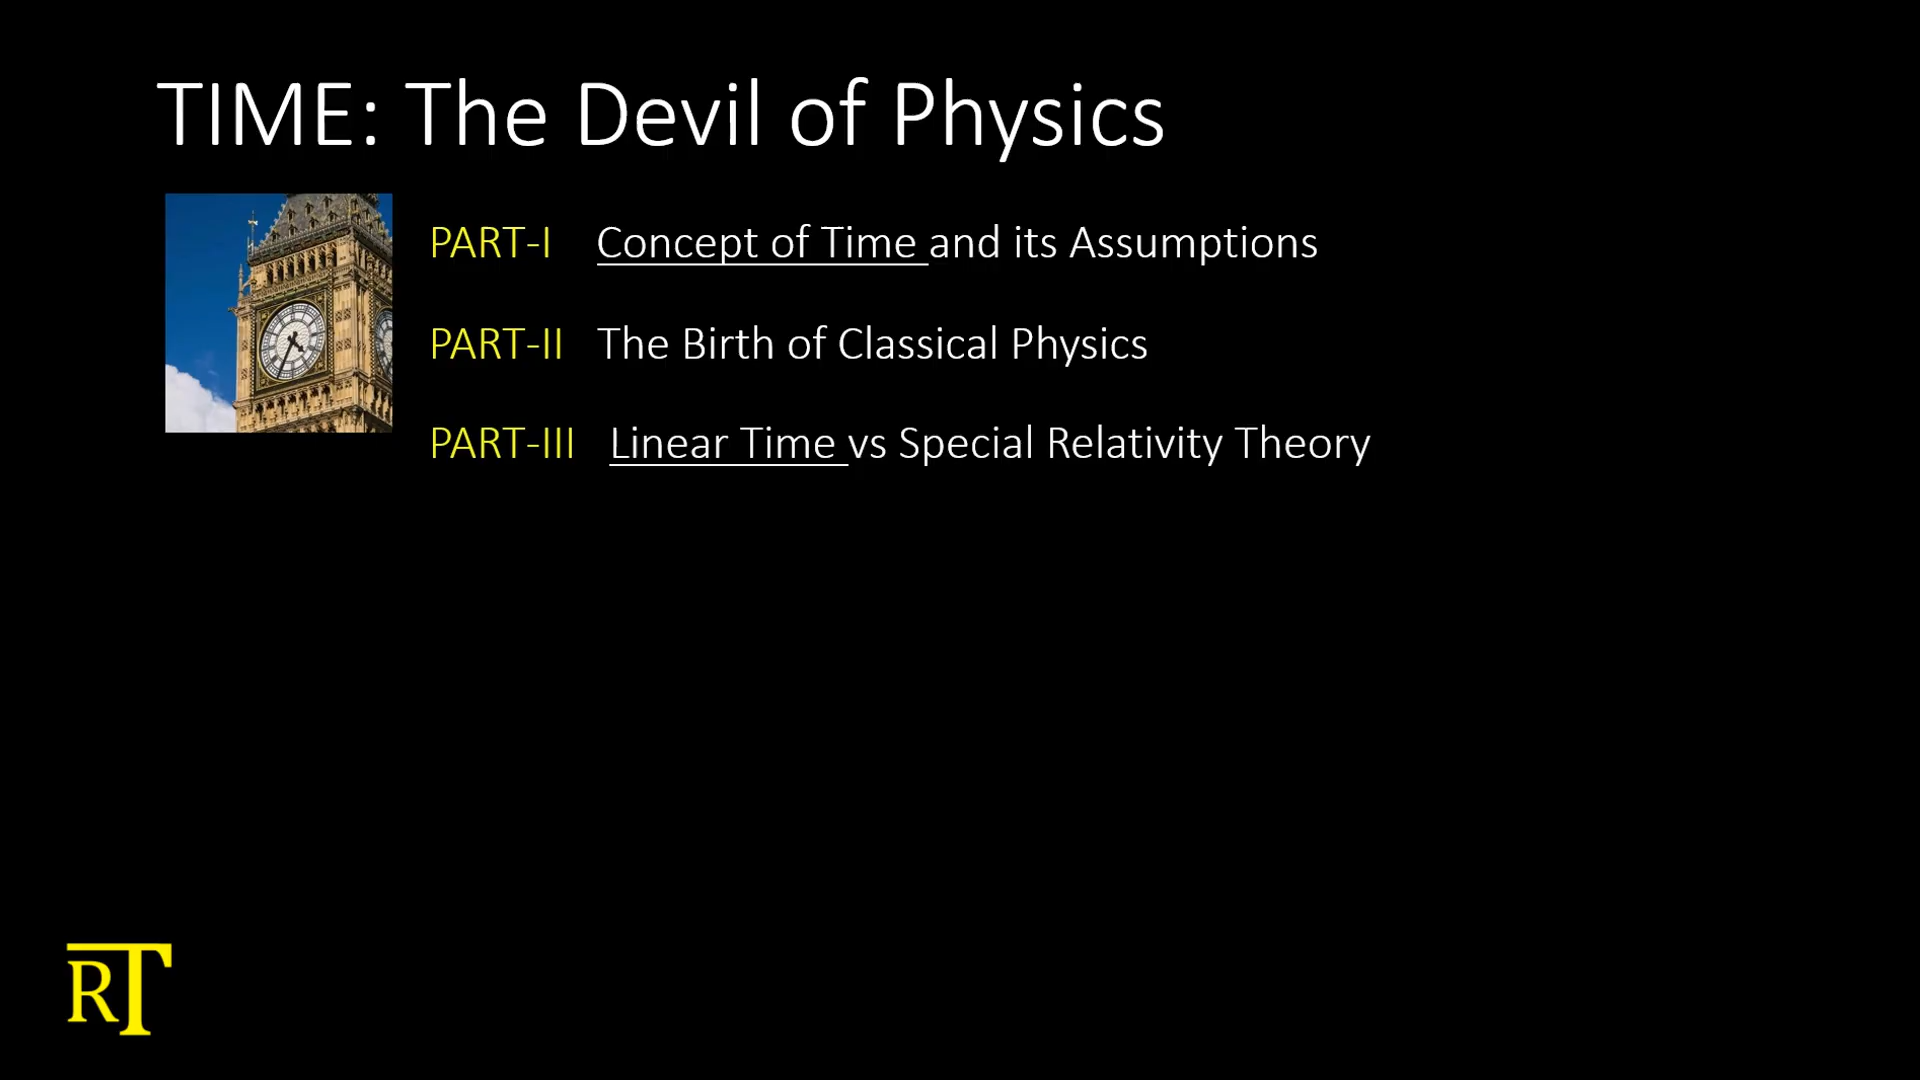 TIME: The Devil of Physics
PART-I Concept of Time and its Assumptions
PART-II The Birth of Classical Physics
PART-III Linear Time vs Special Relativity Theory
RT